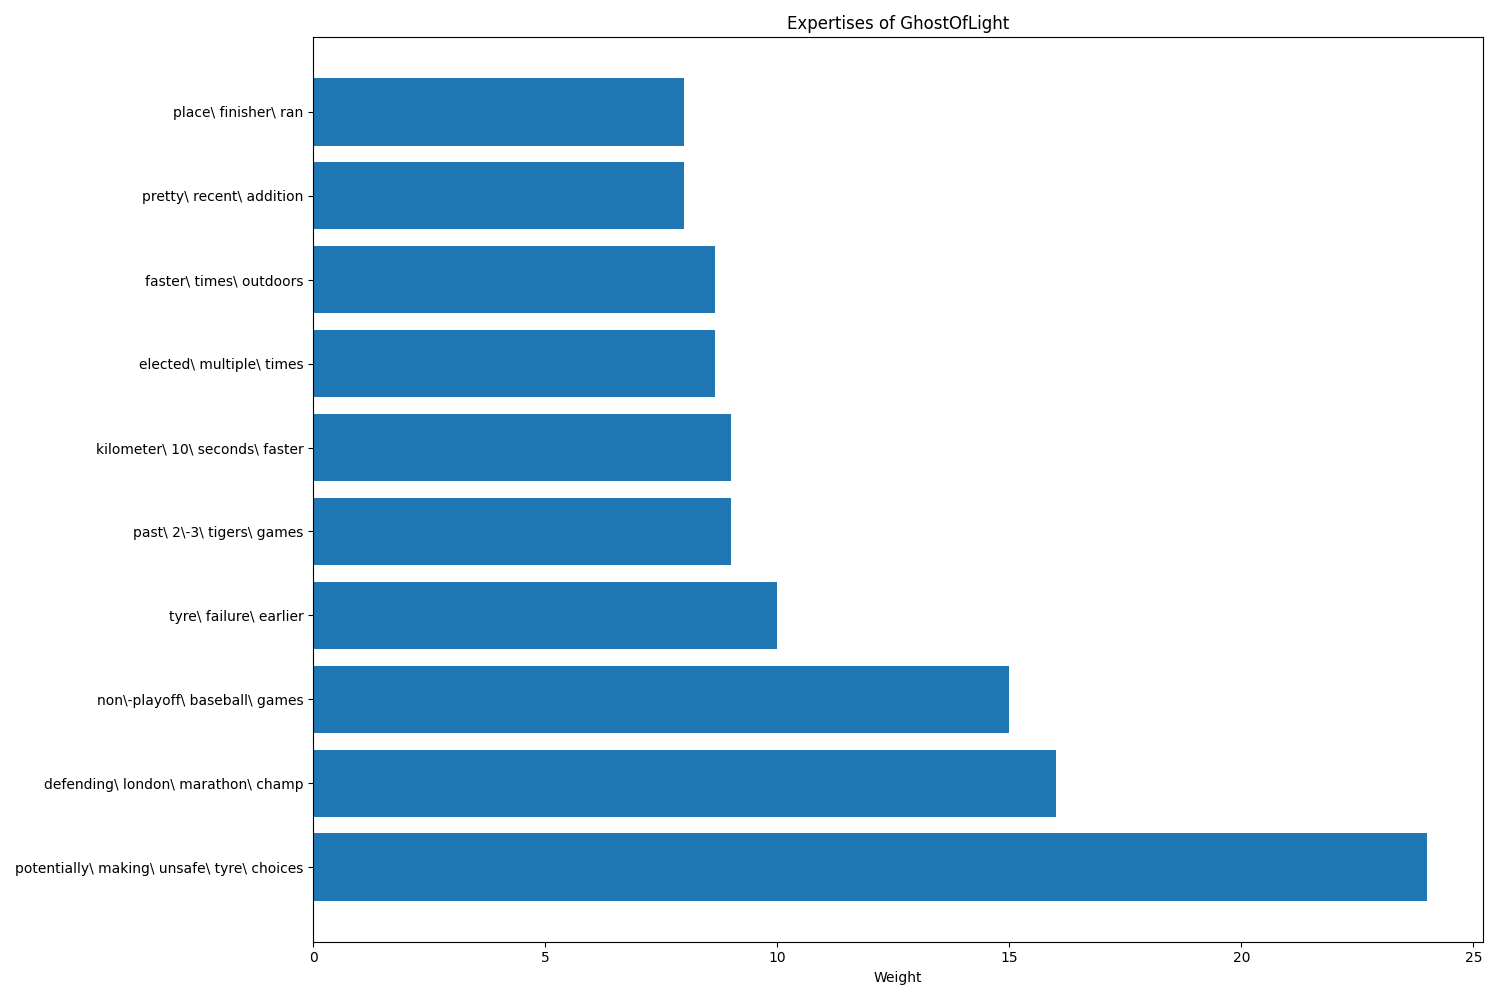 Expertises of GhostOfLight
place\ finisher\ ran
pretty\ recent\ addition
faster\ times\ outdoors
elected\ multiple\ times
kilometer\ 10\ seconds\ faster
past\ 2\-3\ tigers\ games
tyre\ failure\ earlier
non\-playoff\ baseball\ games
defending\ london\ marathon\ champ
potentially\ making\ unsafe\ tyre\ choices
0 5 10 15 20 25
Weight